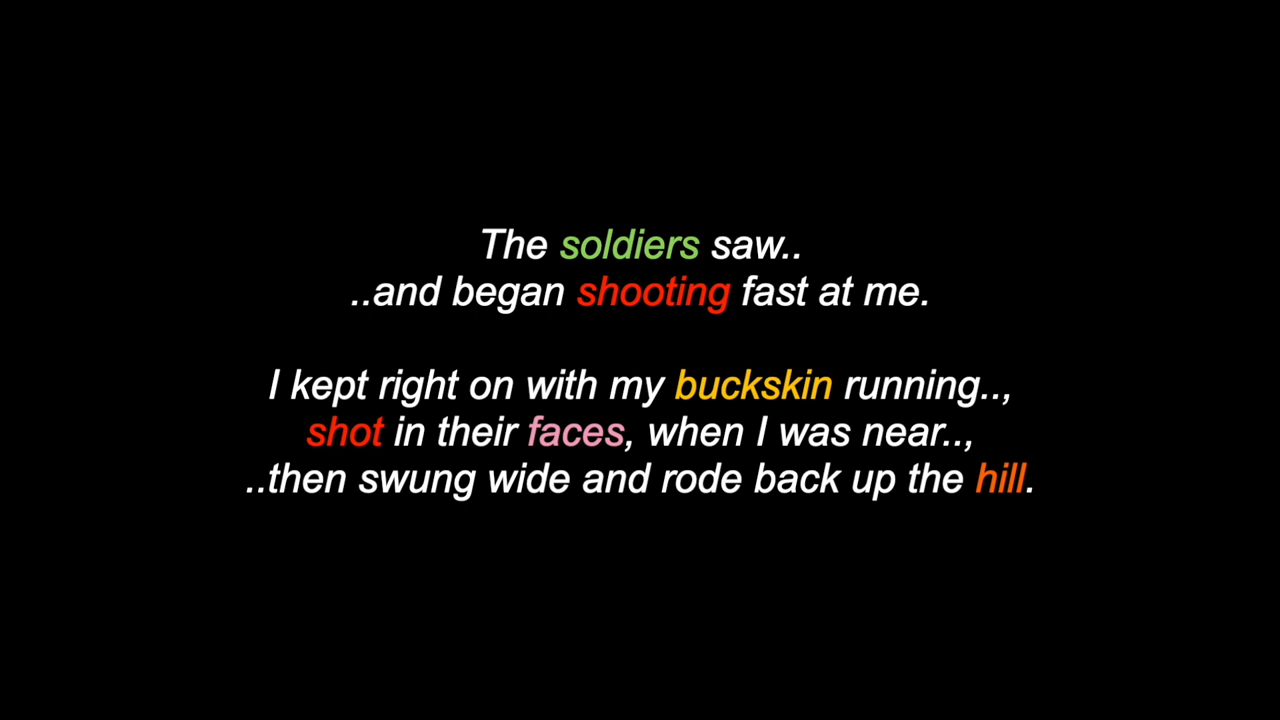 The soldiers saw..
..and began shooting fast at me.
I kept right on with my buckskin running..,
shot in their faces, when I was near..,
..then swung wide and rode back up the hill.